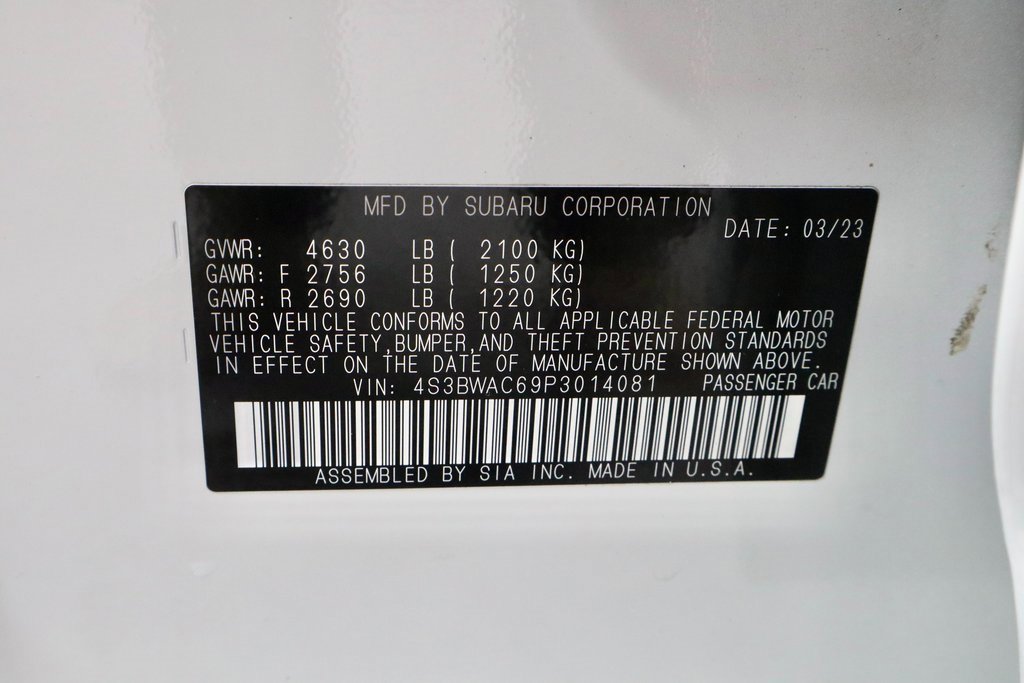 MFD BY SUBARU CORPORATION
DATE: 03/23
GVWR: 4630 LB ( 2100 KG)
GAWR: F 2756 LB ( 1250 KG)
GAWR: R 2690 LB ( 1220 KG)
THIS VEHICLE CONFORMS TO ALL APPLICABLE FEDERAL MOTOR
VEHICLE SAFETY,BUMPER,AND THEFT PREVENTION STANDARDS
IN EFFECT ON THE DATE OF MANUFACTURE SHOWN ABOVE.
VIN: 4S3BWAC69P3014081 PASSENGER CAR
ASSEMBLED BY SIA INC. MADE IN U.S.A.